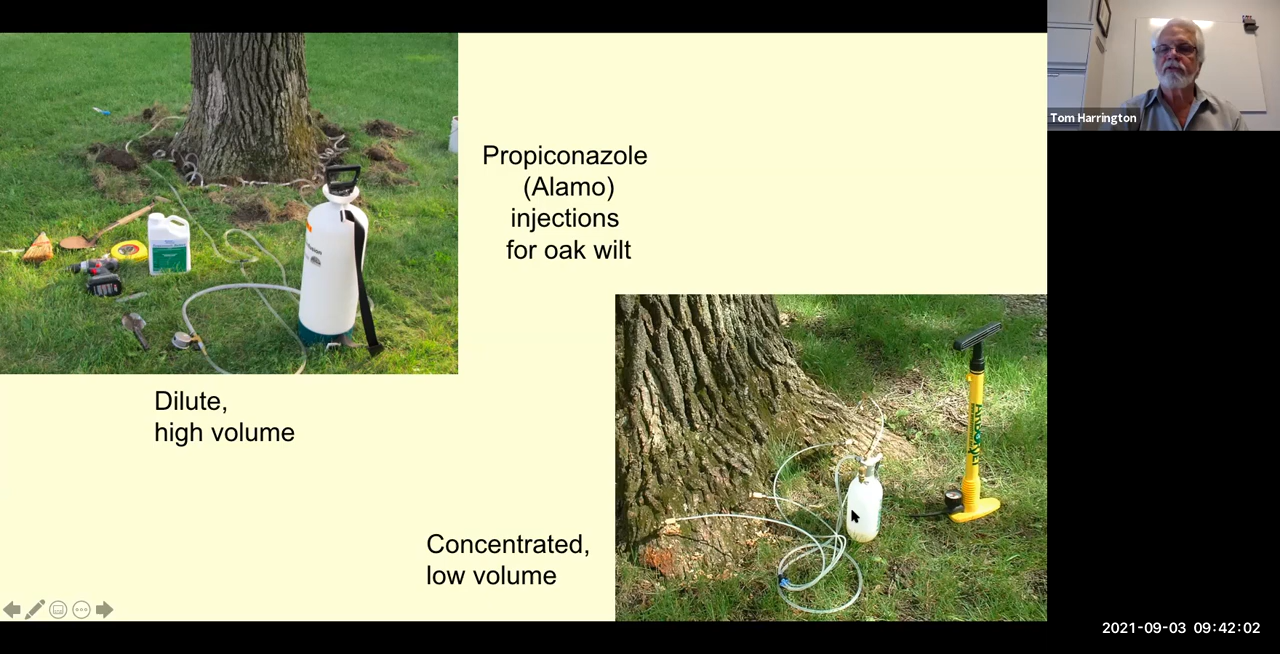 Tom Harrington
Propiconazole
(Alamo)
injections
for oak wilt
Dilute,
high volume
ARBORJET
Concentrated,
low volume
2021-09-03 09:42:02